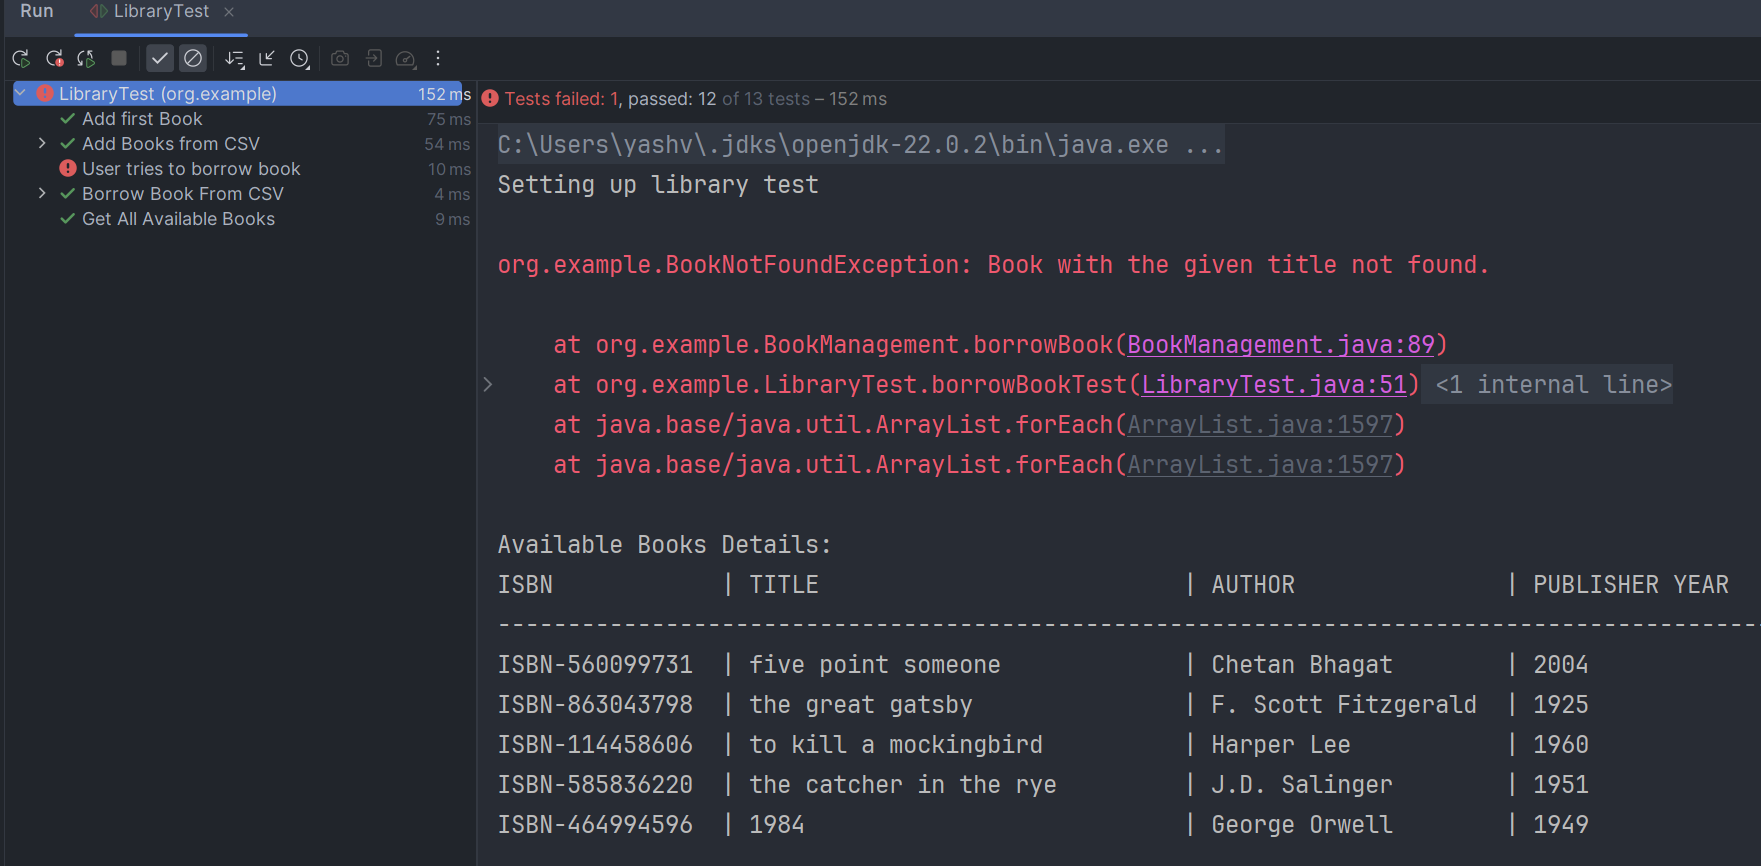 Run LibraryTest
LibraryTest (org.example) 152 ms
Add first Book 75 ms
Add Books from CSV 54 ms
User tries to borrow book 10 ms
Borrow Book From CSV 4 ms
Get All Available Books 9 ms
Tests failed: 1, passed: 12 of 13 tests – 152 ms
C:\Users\yashv\.jdks\openjdk-22.0.2\bin\java.exe ...
Setting up library test
org.example.BookNotFoundException: Book with the given title not found.
at org.example.BookManagement.borrowBook(BookManagement.java:89)
at org.example.LibraryTest.borrowBookTest(LibraryTest.java:51) <1 internal line>
at java.base/java.util.ArrayList.forEach(ArrayList.java:1597)
at java.base/java.util.ArrayList.forEach(ArrayList.java:1597)
Available Books Details:
ISBN | TITLE | AUTHOR | PUBLISHER YEAR
------------------------------------------------------------------------------------------
ISBN-560099731 | five point someone | Chetan Bhagat | 2004
ISBN-863043798 | the great gatsby | F. Scott Fitzgerald | 1925
ISBN-114458606 | to kill a mockingbird | Harper Lee | 1960
ISBN-585836220 | the catcher in the rye | J.D. Salinger | 1951
ISBN-464994596 | 1984 | George Orwell | 1949